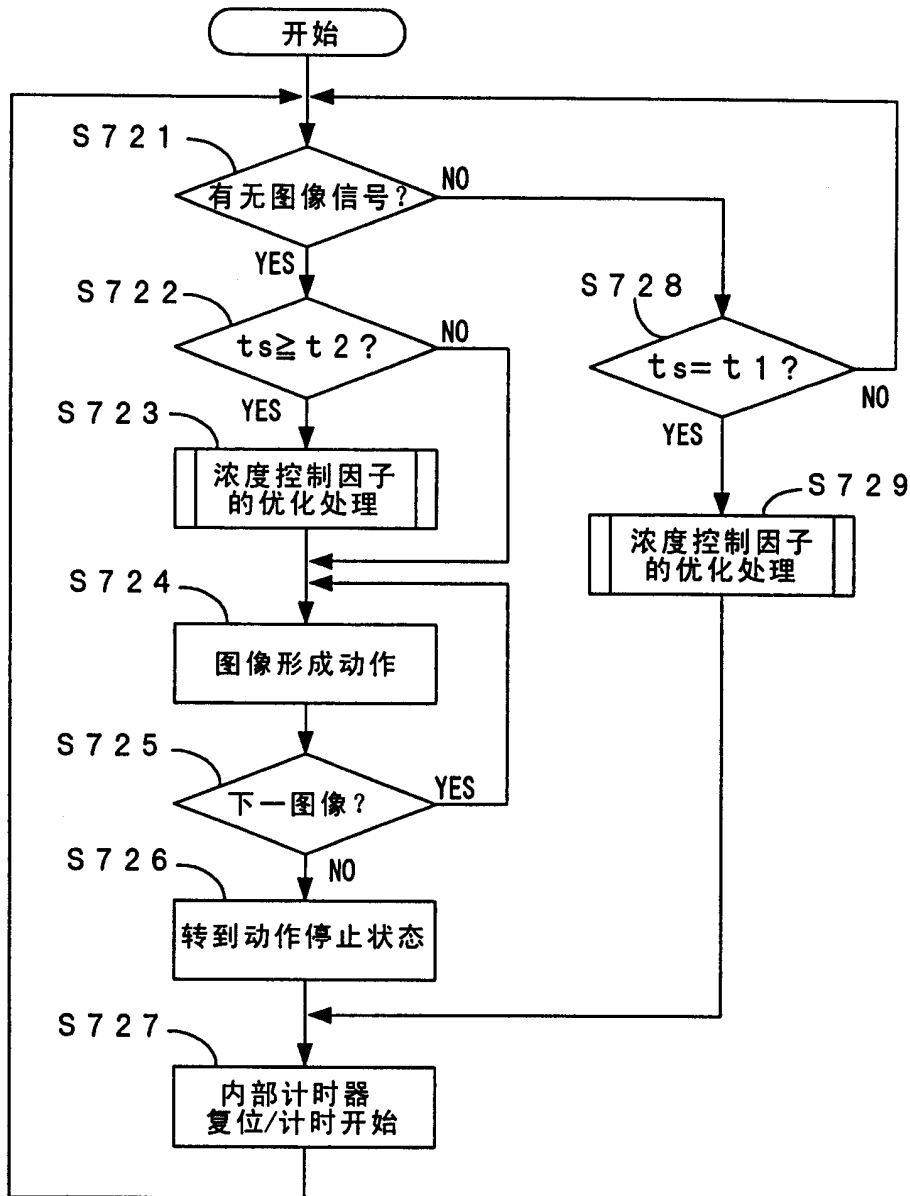 开始
S721
有无图像信号?
NO
YES
S722
ts≧t2?
NO
YES
S728
ts=t1?
NO
YES
S723
浓度控制因子
的优化处理
S729
浓度控制因子
的优化处理
S724
图像形成动作
S725
下一图像?
YES
NO
S726
转到动作停止状态
S727
内部计时器
复位/计时开始